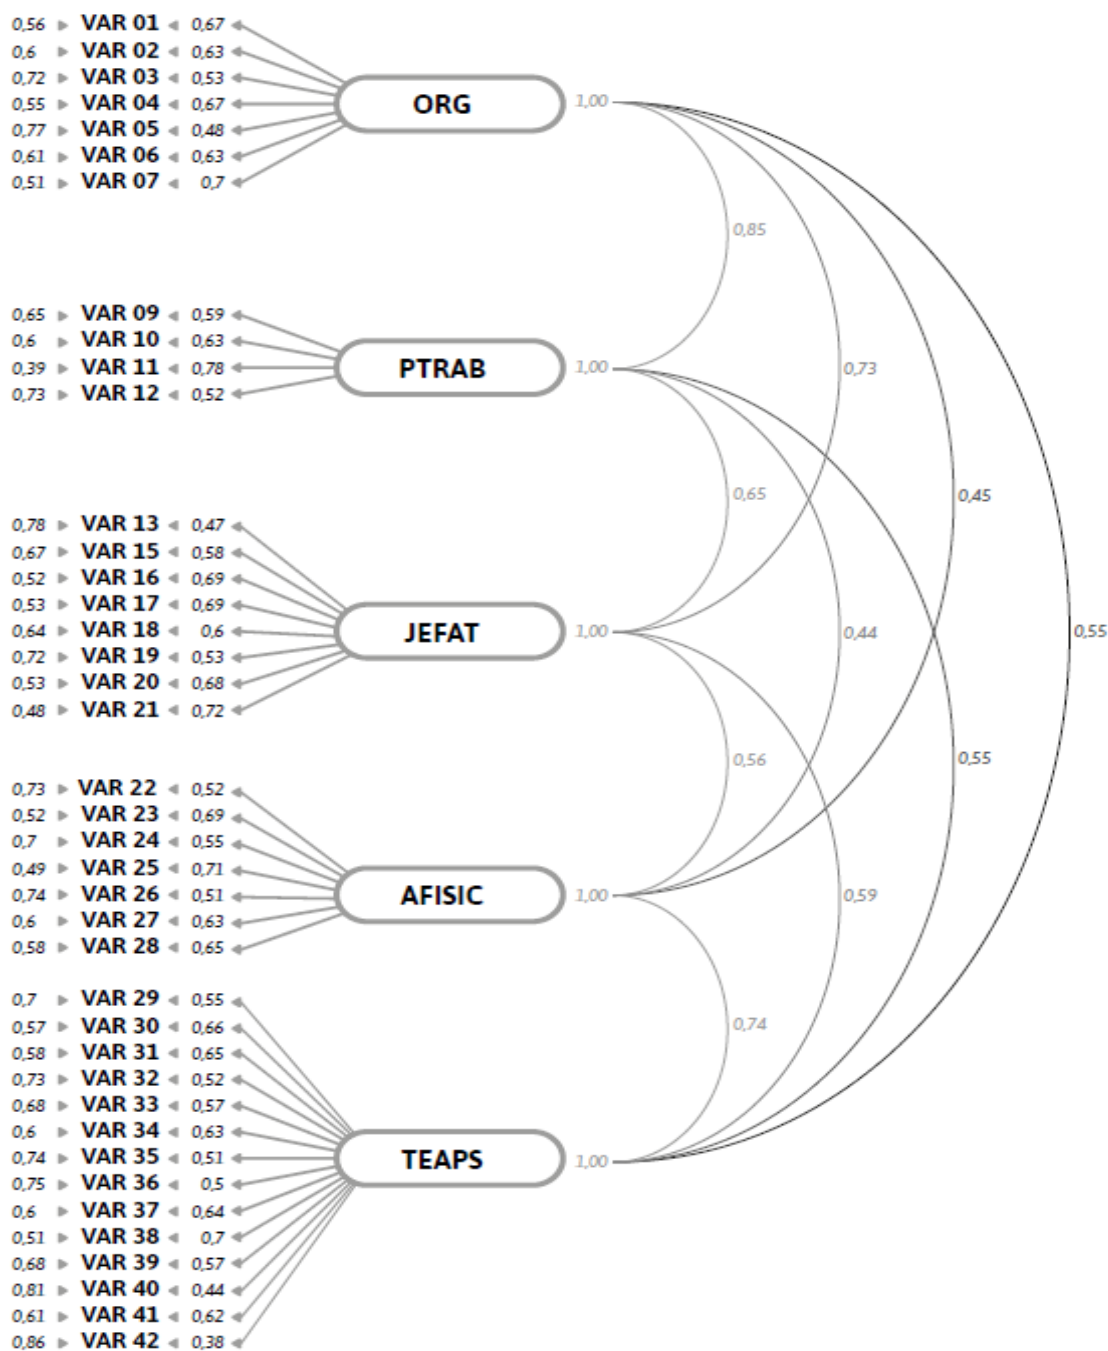 0,56 VAR 01 0,67
0,6 VAR 02 0,63
0,72 VAR 03 0,53
ORG 1,00
0,55 VAR 04 0,67
0,77 VAR 05 0,48
0,61 VAR 06 0,63
0,51 VAR 07 0,7
0,85
0,65 VAR 09 0,59
0,6 VAR 10 0,63
0,39 VAR 11 0,78
PTRAB 1,00 0,73
0,73 VAR 12 0,52
0,65 0,45
0,78 VAR 13 0,47
0,67 VAR 15 0,58
0,52 VAR 16 0,69
0,53 VAR 17 0,69
0,64 VAR 18 0,6
JEFAT 1,00 0,44 0,55
0,72 VAR 19 0,53
0,53 VAR 20 0,68
0,48 VAR 21 0,72
0,56 0,55
0,73 VAR 22 0,52
0,52 VAR 23 0,69
0,7 VAR 24 0,55
0,49 VAR 25 0,71
0,74 VAR 26 0,51
AFISIC 1,00 0,59
0,6 VAR 27 0,63
0,58 VAR 28 0,65
0,7 VAR 29 0,55
0,57 VAR 30 0,66
0,74
0,58 VAR 31 0,65
0,73 VAR 32 0,52
0,68 VAR 33 0,57
0,6 VAR 34 0,63
0,74 VAR 35 0,51
TEAPS 1,00
0,75 VAR 36 0,5
0,6 VAR 37 0,64
0,51 VAR 38 0,7
0,68 VAR 39 0,57
0,81 VAR 40 0,44
0,61 VAR 41 0,62
0,86 VAR 42 0,38